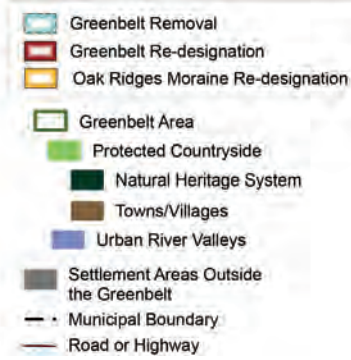 Greenbelt Removal
Greenbelt Re-designation
Oak Ridges Moraine Re-designation
Greenbelt Area
Protected Countryside
Natural Heritage System
Towns/Villages
Urban River Valleys
Settlement Areas Outside
the Greenbelt
Municipal Boundary
Road or Highway